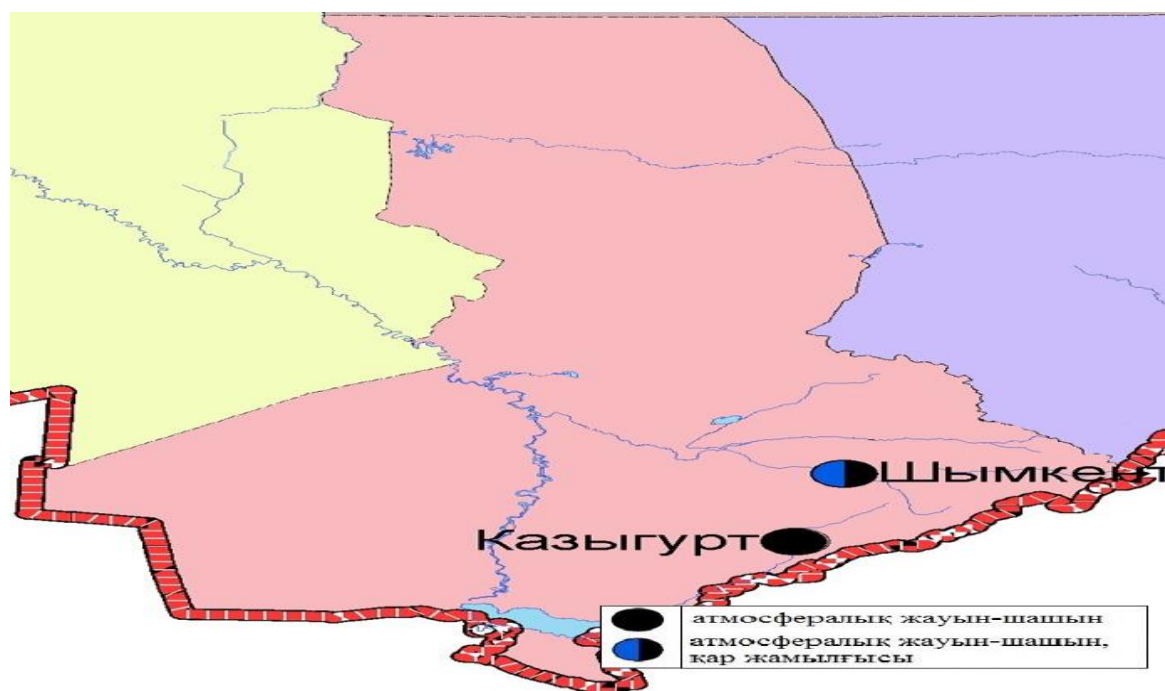 Шымкент
Казыгурт
атмосфералық жауын-шашын
атмосфералық жауын-шашын,
қар жамылғысы